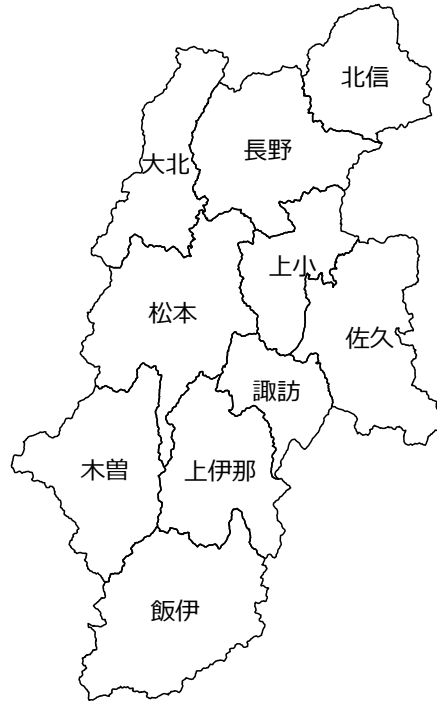 北信
長野
大北
上小
松本
佐久
諏訪
木曽
上伊那
飯伊